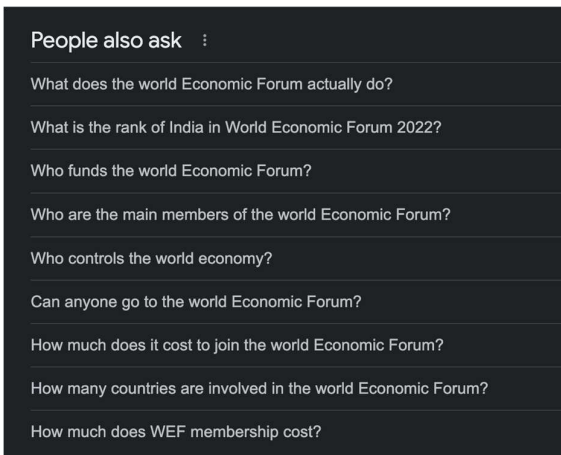 People also ask
What does the world Economic Forum actually do?
What is the rank of India in World Economic Forum 2022?
Who funds the world Economic Forum?
Who are the main members of the world Economic Forum?
Who controls the world economy?
Can anyone go to the world Economic Forum?
How much does it cost to join the world Economic Forum?
How many countries are involved in the world Economic Forum?
How much does WEF membership cost?